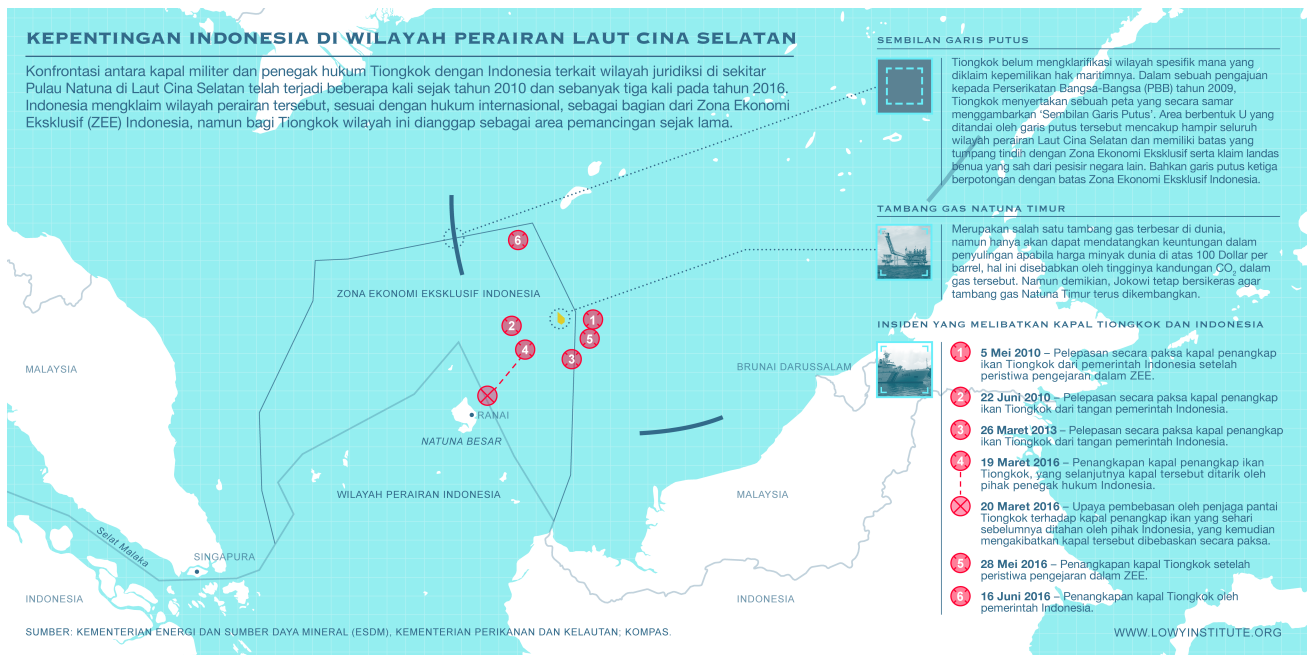 KEPENTINGAN INDONESIA DI WILAYAH PERAIRAN LAUT CINA SELATAN
Konfrontasi antara kapal militer dan penegak hukum Tiongkok dengan Indonesia terkait wilayah juridiksi di sekitar
Pulau Natuna di Laut Cina Selatan telah terjadi beberapa kali sejak tahun 2010 dan sebanyak tiga kali pada tahun 2016.
Indonesia mengklaim wilayah perairan tersebut, sesuai dengan hukum internasional, sebagai bagian dari Zona Ekonomi
Eksklusif (ZEE) Indonesia, namun bagi Tiongkok wilayah ini dianggap sebagai area pemancingan sejak lama.
6
ZONA EKONOMI EKSKLUSIF INDONESIA
2
1
5
4
3
MALAYSIA
BRUNAI DARUSSALAM
RANAI
NATUNA BESAR
WILAYAH PERAIRAN INDONESIA
MALAYSIA
Selat Melaka
SINGAPURA
INDONESIA
INDONESIA
SUMBER: KEMENTERIAN ENERGI DAN SUMBER DAYA MINERAL (ESDM), KEMENTERIAN PERIKANAN DAN KELAUTAN; KOMPAS.
SEMBILAN GARIS PUTUS
Tiongkok belum mengklarifikasi wilayah spesifik mana yang
diklaim kepemilikan hak maritimnya. Dalam sebuah pengajuan
kepada Perserikatan Bangsa-Bangsa (PBB) tahun 2009,
Tiongkok menyertakan sebuah peta yang secara samar
menggambarkan ‘Sembilan Garis Putus’. Area berbentuk U yang
ditandai oleh garis putus tersebut mencakup hampir seluruh
wilayah perairan Laut Cina Selatan dan memiliki batas yang
tumpang tindih dengan Zona Ekonomi Eksklusif serta klaim landas
benua yang sah dari pesisir negara lain. Bahkan garis putus ketiga
berpotongan dengan batas Zona Ekonomi Eksklusif Indonesia.
TAMBANG GAS NATUNA TIMUR
Merupakan salah satu tambang gas terbesar di dunia,
namun hanya akan dapat mendatangkan keuntungan dalam
penyulingan apabila harga minyak dunia di atas 100 Dollar per
barrel, hal ini disebabkan oleh tingginya kandungan CO₂ dalam
gas tersebut. Namun demikian, Jokowi tetap bersikeras agar
tambang gas Natuna Timur terus dikembangkan.
INSIDEN YANG MELIBATKAN KAPAL TIONGKOK DAN INDONESIA
1 5 Mei 2010 – Pelepasan secara paksa kapal penangkap
ikan Tiongkok dari pemerintah Indonesia setelah
peristiwa pengejaran dalam ZEE.
2 22 Juni 2010 – Pelepasan secara paksa kapal penangkap
ikan Tiongkok dari tangan pemerintah Indonesia.
3 26 Maret 2013 – Pelepasan secara paksa kapal penangkap
ikan Tiongkok dari tangan pemerintah Indonesia.
4 19 Maret 2016 – Penangkapan kapal penangkap ikan
Tiongkok, yang selanjutnya kapal tersebut ditarik oleh
pihak penegak hukum Indonesia.
20 Maret 2016 – Upaya pembebasan oleh penjaga pantai
Tiongkok terhadap kapal penangkap ikan yang sehari
sebelumnya ditahan oleh pihak Indonesia, yang kemudian
mengakibatkan kapal tersebut dibebaskan secara paksa.
5 28 Mei 2016 – Penangkapan kapal Tiongkok setelah
peristiwa pengejaran dalam ZEE.
6 16 Juni 2016 – Penangkapan kapal Tiongkok oleh
pemerintah Indonesia.
WWW.LOWYINSTITUTE.ORG